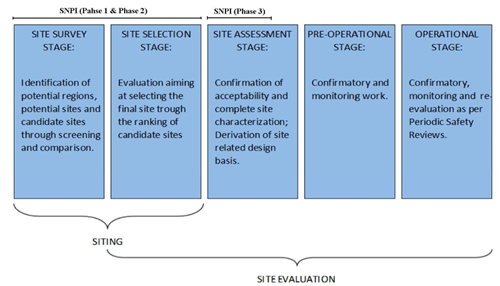 SNPI (Pahse 1 & Phase 2)
SNPI (Phase 3)
SITE SURVEY
STAGE:
Identification of
potential regions,
potential sites and
candidate sites
through screening
and comparison.
SITE SELECTION
STAGE:
Evaluation aiming
at selecting the
final site trough
the ranking of
candidate sites
SITE ASSESSMENT
STAGE:
Confirmation of
acceptability and
complete site
characterization;
Derivation of site
related design
basis.
PRE-OPERATIONAL
STAGE:
Confirmatory and
monitoring work.
OPERATIONAL
STAGE:
Confirmatory,
monitoring and re-
evaluation as per
Periodic Safety
Reviews.
SITING
SITE EVALUATION